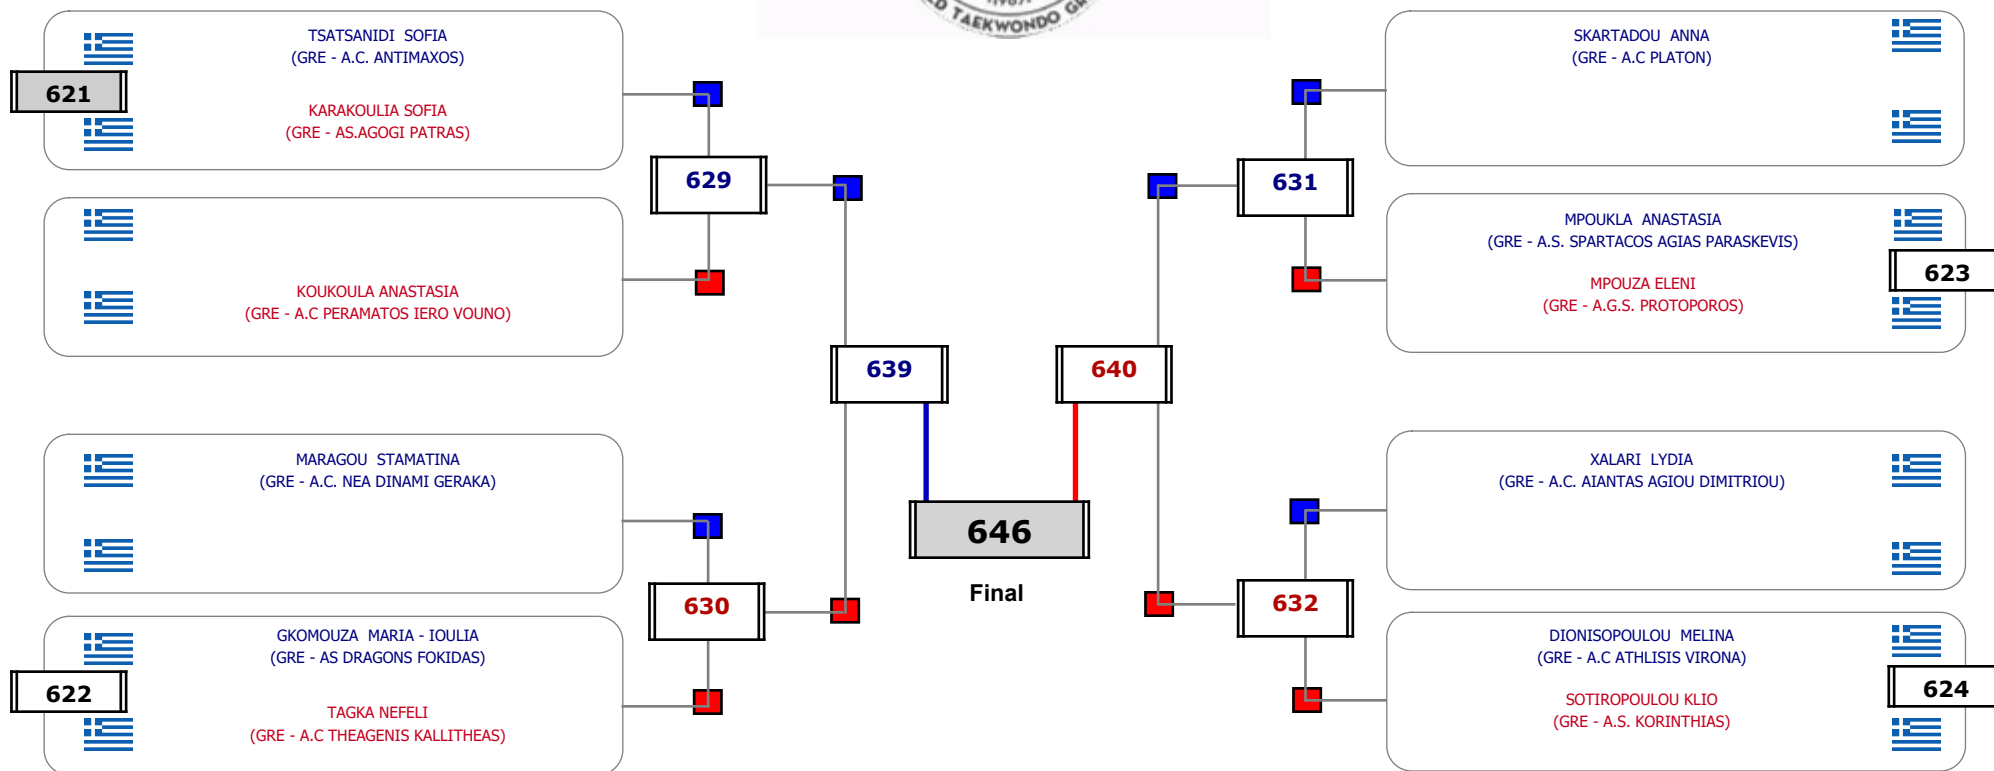 TAEKWONDO
TSATSANIDI SOFIA
(GRE - A.C. ANTIMAXOS)
621
KARAKOULIA SOFIA
(GRE - AS.AGOGI PATRAS)
629
KOUKOULA ANASTASIA
(GRE - A.C PERAMATOS IERO VOUNO)
639
MARAGOU STAMATINA
(GRE - A.C. NEA DINAMI GERAKA)
630
GKOMOUZA MARIA - IOULIA
(GRE - AS DRAGONS FOKIDAS)
622
TAGKA NEFELI
(GRE - A.C THEAGENIS KALLITHEAS)
646
Final
SKARTADOU ANNA
(GRE - A.C PLATON)
631
MPOUKLA ANASTASIA
(GRE - A.S. SPARTACOS AGIAS PARASKEVIS)
623
MPOUZA ELENI
(GRE - A.G.S. PROTOPOROS)
640
XALARI LYDIA
(GRE - A.C. AIANTAS AGIOU DIMITRIOU)
632
DIONISOPOULOU MELINA
(GRE - A.C ATHLISIS VIRONA)
624
SOTIROPOULOU KLIO
(GRE - A.S. KORINTHIAS)